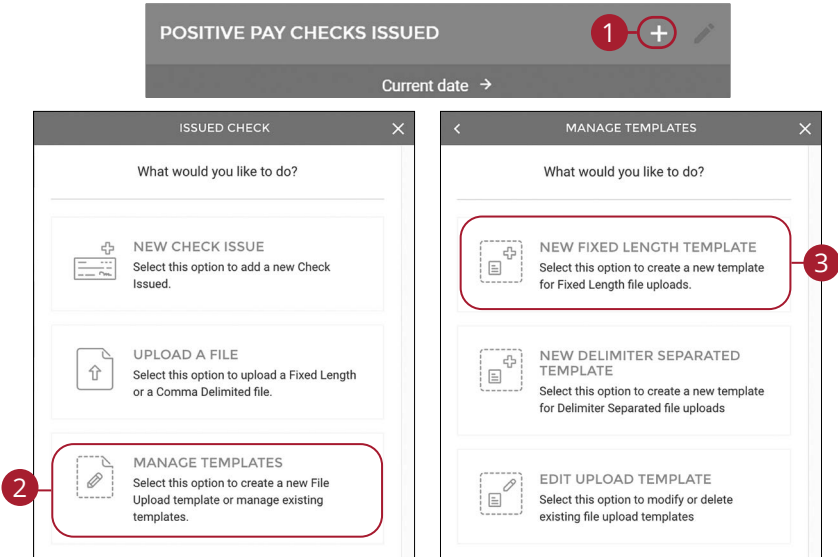 POSITIVE PAY CHECKS ISSUED
1
Current date →
ISSUED CHECK
What would you like to do?
NEW CHECK ISSUE
Select this option to add a new Check
Issued.
UPLOAD A FILE
Select this option to upload a Fixed Length
or a Comma Delimited file.
2
MANAGE TEMPLATES
Select this option to create a new File
Upload template or manage existing
templates.
MANAGE TEMPLATES
What would you like to do?
NEW FIXED LENGTH TEMPLATE
Select this option to create a new template
for Fixed Length file uploads.
3
NEW DELIMITER SEPARATED
TEMPLATE
Select this option to create a new template
for Delimiter Separated file uploads
EDIT UPLOAD TEMPLATE
Select this option to modify or delete
existing file upload templates